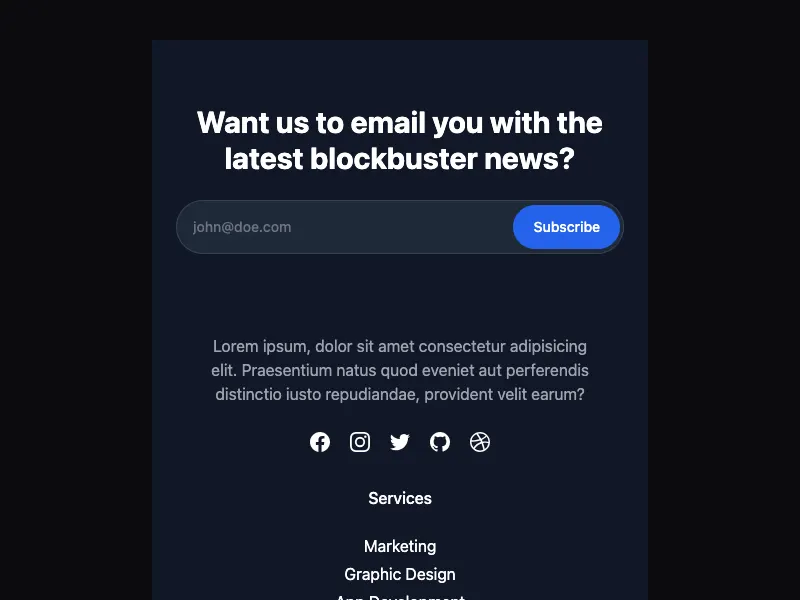 Want us to email you with the
latest blockbuster news?
john@doe.com
Subscribe
Lorem ipsum, dolor sit amet consectetur adipisicing
elit. Praesentium natus quod eveniet aut perferendis
distinctio iusto repudiandae, provident velit earum?
Services
Marketing
Graphic Design
App Development